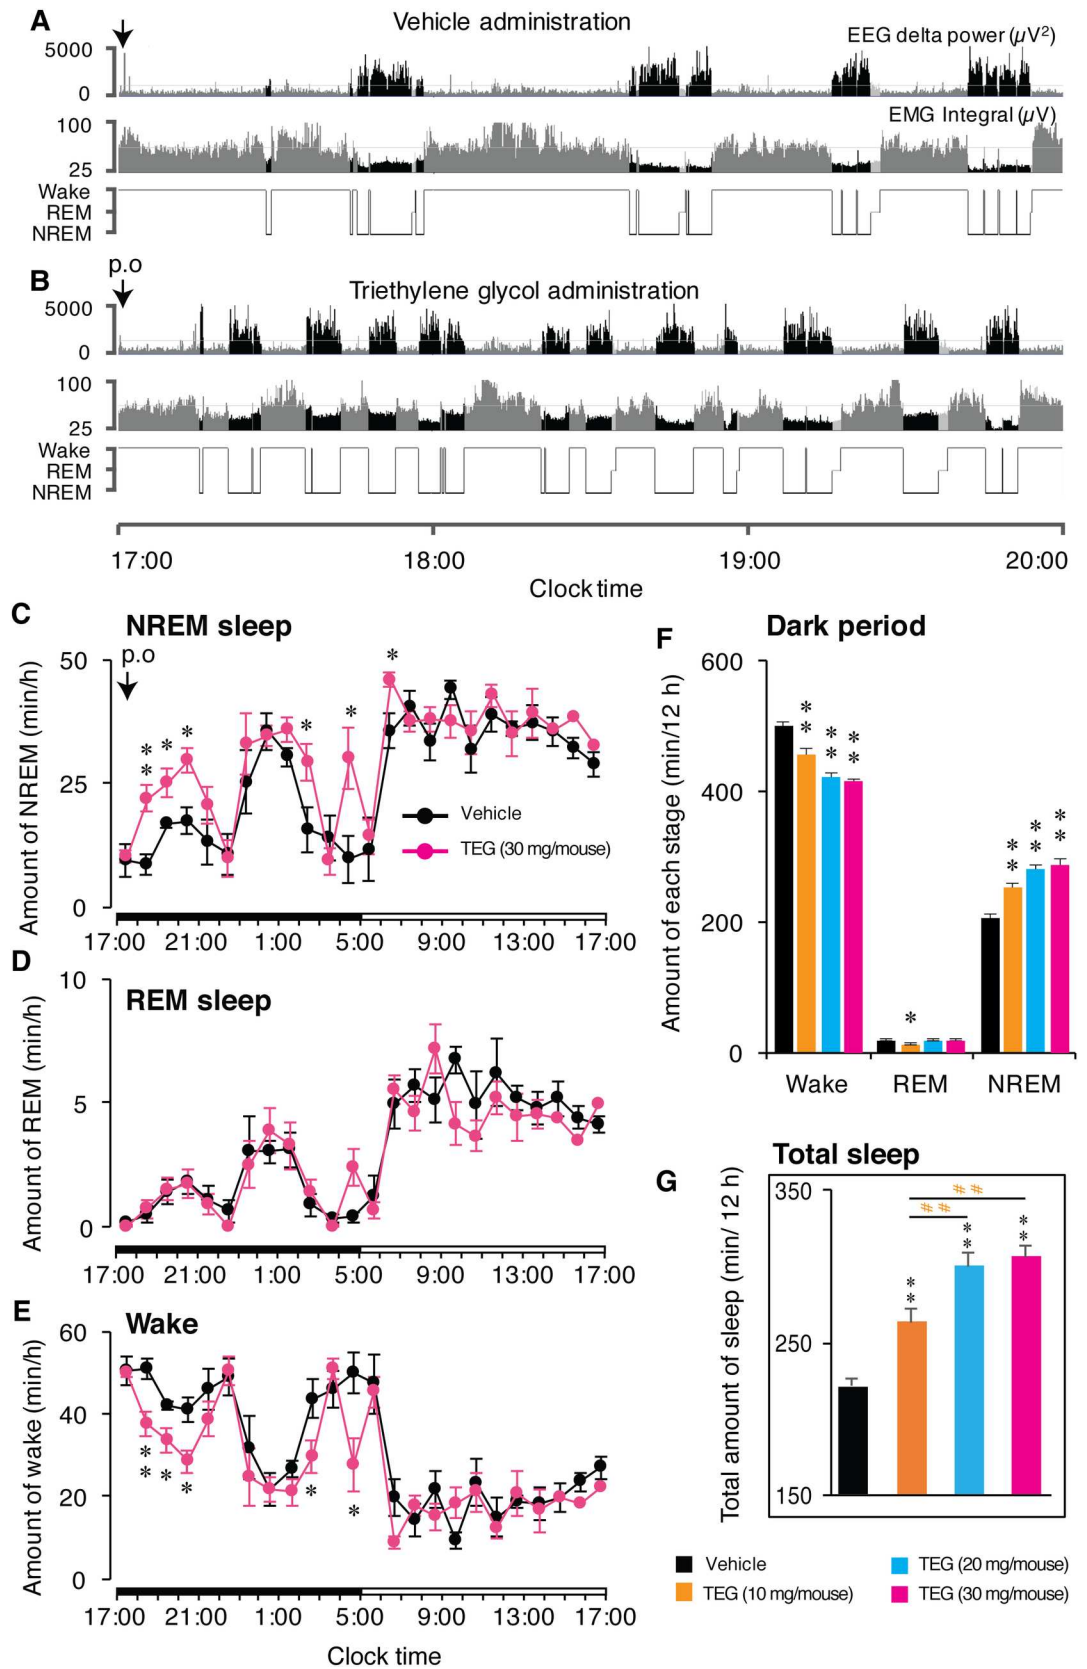 A
Vehicle administration
EEG delta power (µV²)
5000
0
EMG Integral (µV)
100
25
Wake
REM
NREM
p.o
B
Triethylene glycol administration
5000
0
100
25
Wake
REM
NREM
17:00 18:00 19:00 20:00
Clock time
C
NREM sleep
p.o
Amount of NREM (min/h)
50
25
0
*
* *
*
*
*
*
Vehicle
TEG (30 mg/mouse)
17:00 21:00 1:00 5:00 9:00 13:00 17:00
D
REM sleep
Amount of REM (min/h)
10
5
0
17:00 21:00 1:00 5:00 9:00 13:00 17:00
E
Wake
Amount of wake (min/h)
60
40
20
0
* *
*
*
*
*
17:00 21:00 1:00 5:00 9:00 13:00 17:00
Clock time
F
Dark period
Amount of each stage (min/12 h)
600
400
200
0
* *
* *
* *
*
* *
* *
* *
Wake REM NREM
G
Total sleep
Total amount of sleep (min/ 12 h)
350
250
150
# #
# #
* *
* *
* *
Vehicle
TEG (10 mg/mouse)
TEG (20 mg/mouse)
TEG (30 mg/mouse)